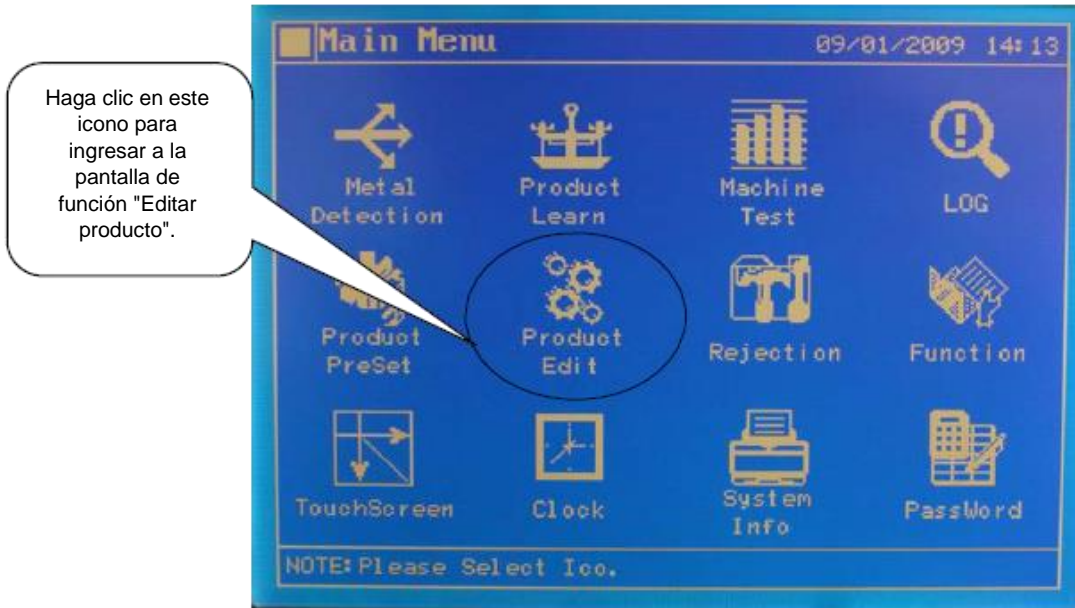 Main Menu 09/01/2009 14:13
Haga clic en este
icono para
ingresar a la
pantalla de
función "Editar
producto".
Metal
Detection
Product
Learn
Machine
Test
LOG
Product
PreSet
Product
Edit
Rejection
Function
TouchScreen
Clock
System
Info
PassWord
NOTE: Please Select Ico.